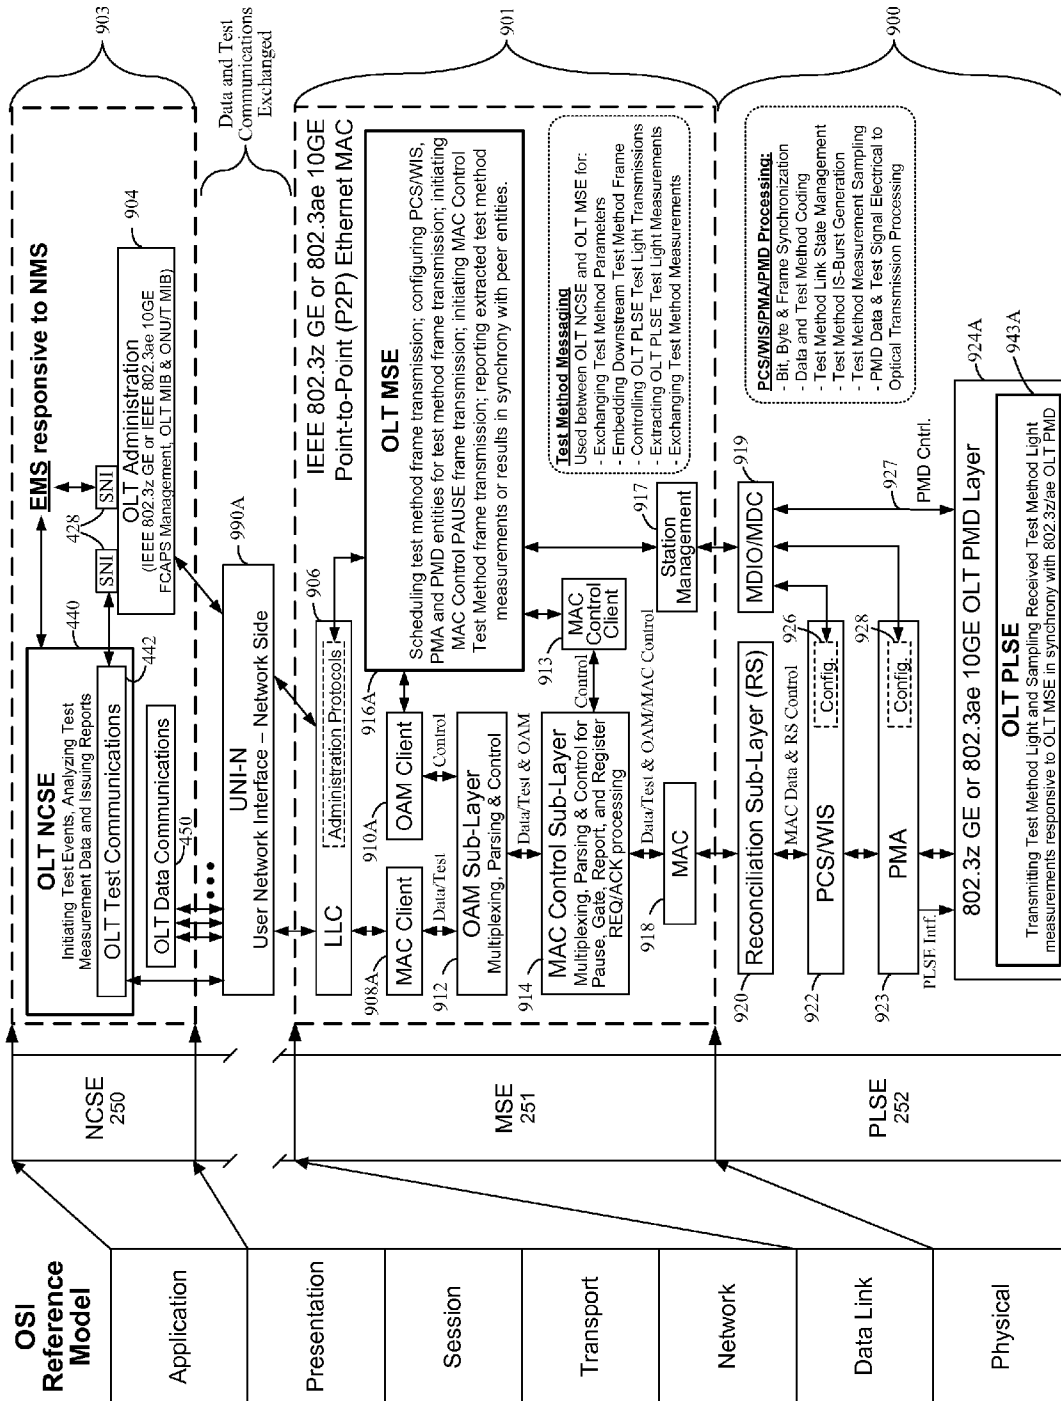 OSI
Reference
Model
Application
Presentation
Session
Transport
Network
Data Link
Physical
NCSE
250
MSE
251
PLSE
252
903
EMS responsive to NMS
OLT NCSE
Initiating Test Events, Analyzing Test
Measurement Data and Issuing Reports
OLT Test Communications
440
442
OLT Data Communications
450
SNI
SNI
428
904
OLT Administration
(IEEE 802.3z GE or IEEE 802.3ae 10GE
FCAPS Management, OLT MIB & ONU/T MIB)
Data and Test
Communications
Exchanged
UNI-N
User Network Interface – Network Side
990A
901
IEEE 802.3z GE or 802.3ae 10GE
Point-to-Point (P2P) Ethernet MAC
LLC
Administration Protocols
906
MAC Client
908A
OAM Client
910A
916A
Data/Test
Control
OAM Sub-Layer
Multiplexing, Parsing & Control
912
Data/Test & OAM
MAC Control Sub-Layer
Multiplexing, Parsing & Control for
Pause, Gate, Report, and Register
REQ/ACK processing
914
Control
MAC
Control
Client
913
Data/Test & OAM/MAC Control
MAC
918
OLT MSE
Scheduling test method frame transmission; configuring PCS/WIS,
PMA and PMD entities for test method frame transmission; initiating
MAC Control PAUSE frame transmission; initiating MAC Control
Test Method frame transmission; reporting extracted test method
measurements or results in synchrony with peer entities.
Station
Management
917
Test Method Messaging
Used between OLT NCSE and OLT MSE for:
- Exchanging Test Method Parameters
- Embedding Downstream Test Method Frame
- Controlling OLT PLSE Test Light Transmissions
- Extracting OLT PLSE Test Light Measurements
- Exchanging Test Method Measurements
900
Reconciliation Sub-Layer (RS)
920
MDIO/MDC
919
MAC Data & RS Control
PCS/WIS
922
Config.
926
PMA
923
Config.
928
927
PMD Cntrl.
PLSE Intf.
PCS/WIS/PMA/PMD Processing:
- Bit, Byte & Frame Synchronization
- Data and Test Method Coding
- Test Method Link State Management
- Test Method IS-Burst Generation
- Test Method Measurement Sampling
- PMD Data & Test Signal Electrical to
Optical Transmission Processing
802.3z GE or 802.3ae 10GE OLT PMD Layer
924A
943A
OLT PLSE
Transmitting Test Method Light and Sampling Received Test Method Light
measurements responsive to OLT MSE in synchrony with 802.3z/ae OLT PMD